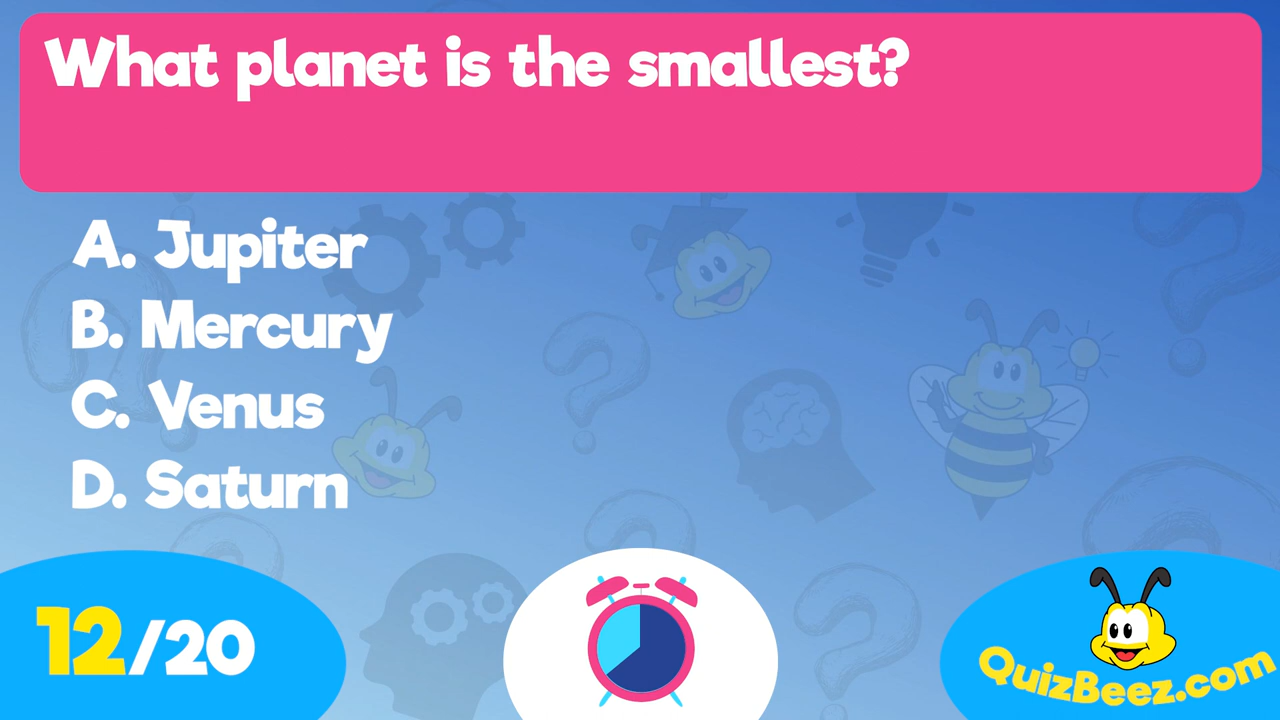 What planet is the smallest?
A. Jupiter
B. Mercury
C. Venus
D. Saturn
12/20
QuizBeez.com